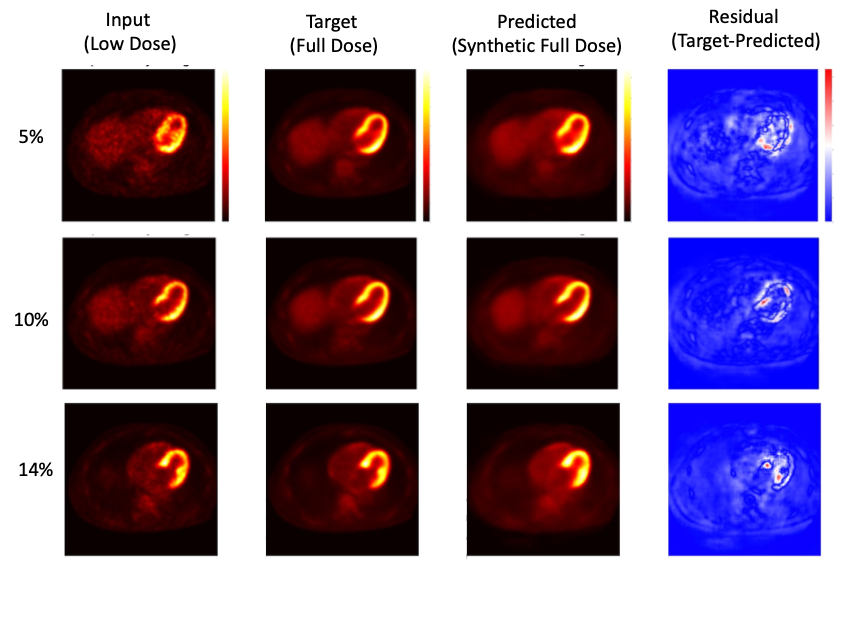 Input
(Low Dose)
Target
(Full Dose)
Predicted
(Synthetic Full Dose)
Residual
(Target-Predicted)
5%
10%
14%